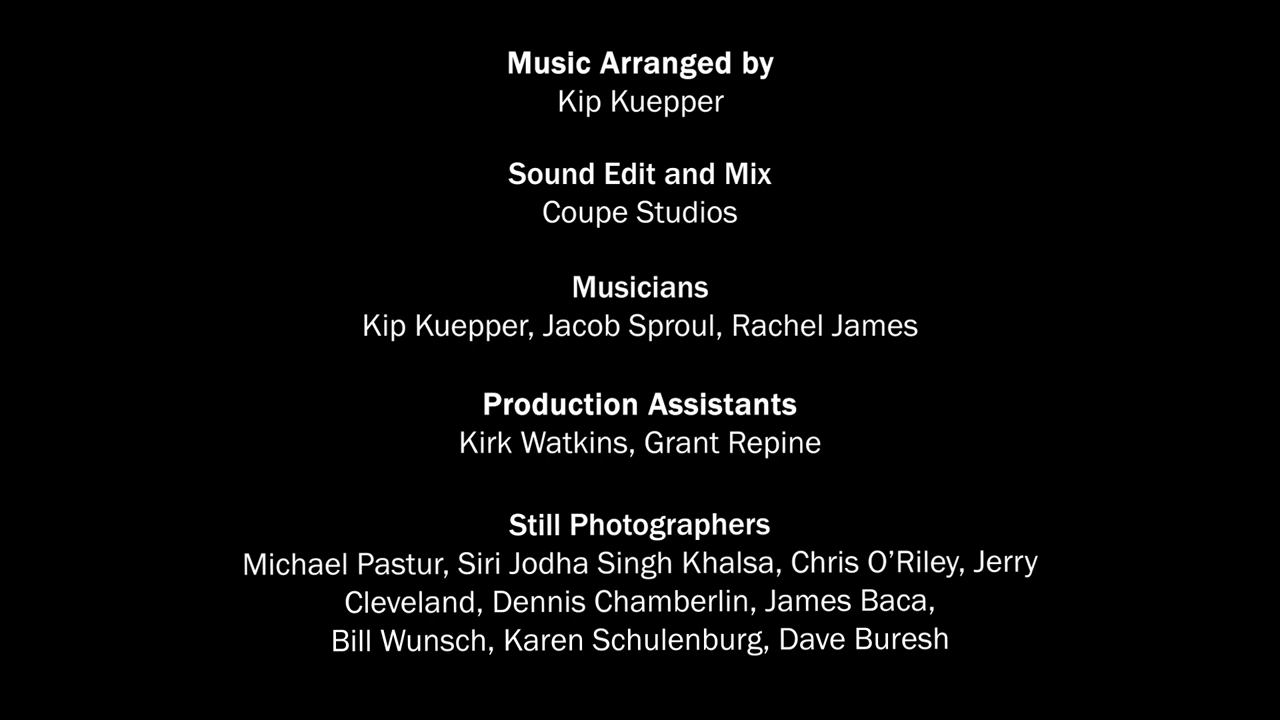 Music Arranged by
Kip Kuepper
Sound Edit and Mix
Coupe Studios
Musicians
Kip Kuepper, Jacob Sproul, Rachel James
Production Assistants
Kirk Watkins, Grant Repine
Still Photographers
Michael Pastur, Siri Jodha Singh Khalsa, Chris O’Riley, Jerry
Cleveland, Dennis Chamberlin, James Baca,
Bill Wunsch, Karen Schulenburg, Dave Buresh